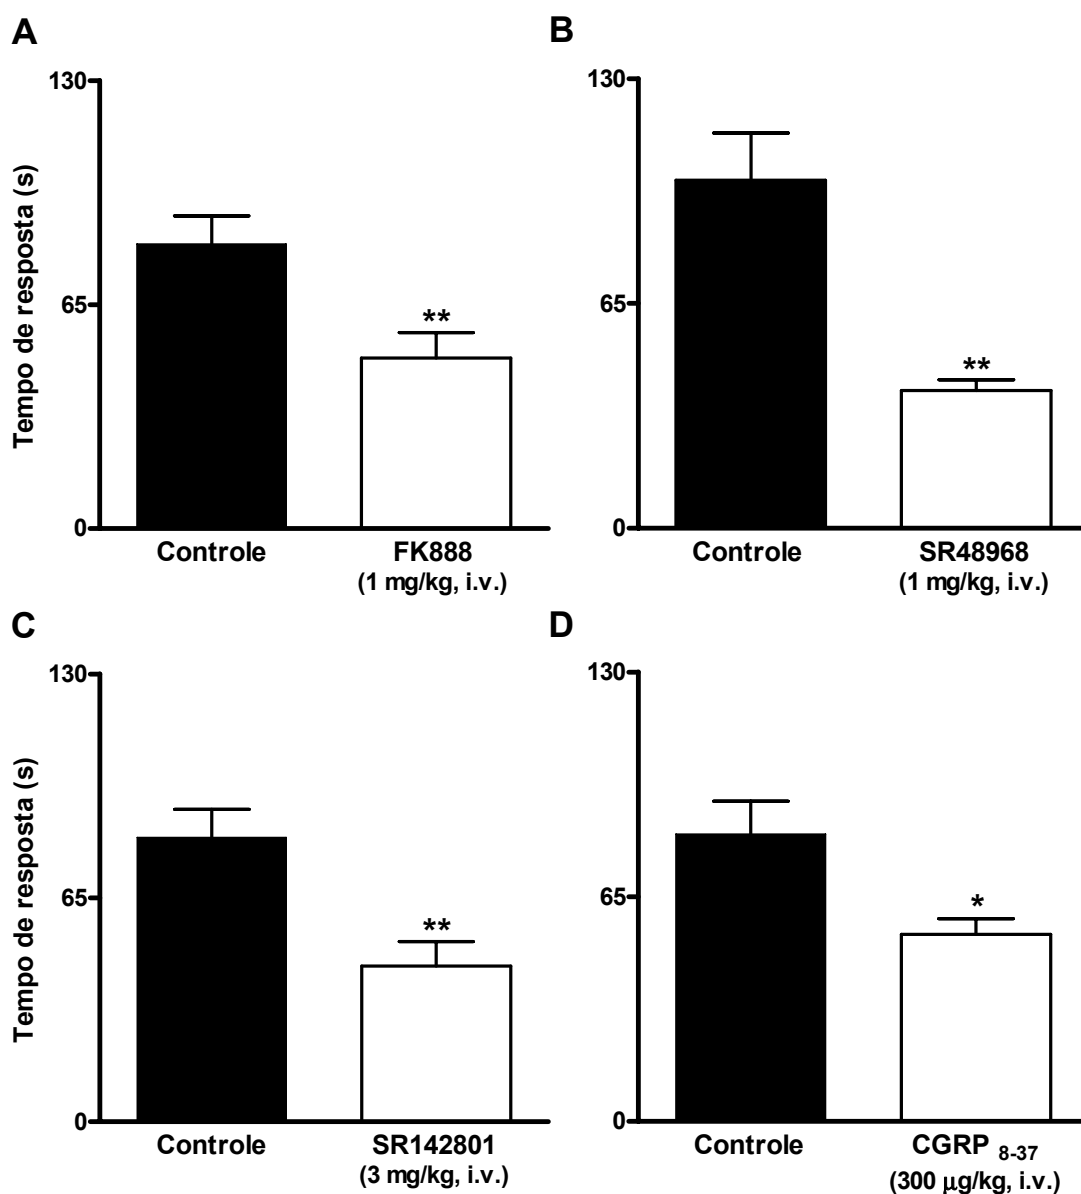 A
Tempo de resposta (s)
130
65
0
**
Controle
FK888
(1 mg/kg, i.v.)
B
130
65
0
**
Controle
SR48968
(1 mg/kg, i.v.)
C
Tempo de resposta (s)
130
65
0
**
Controle
SR142801
(3 mg/kg, i.v.)
D
130
65
0
*
Controle
CGRP 8-37
(300 μg/kg, i.v.)